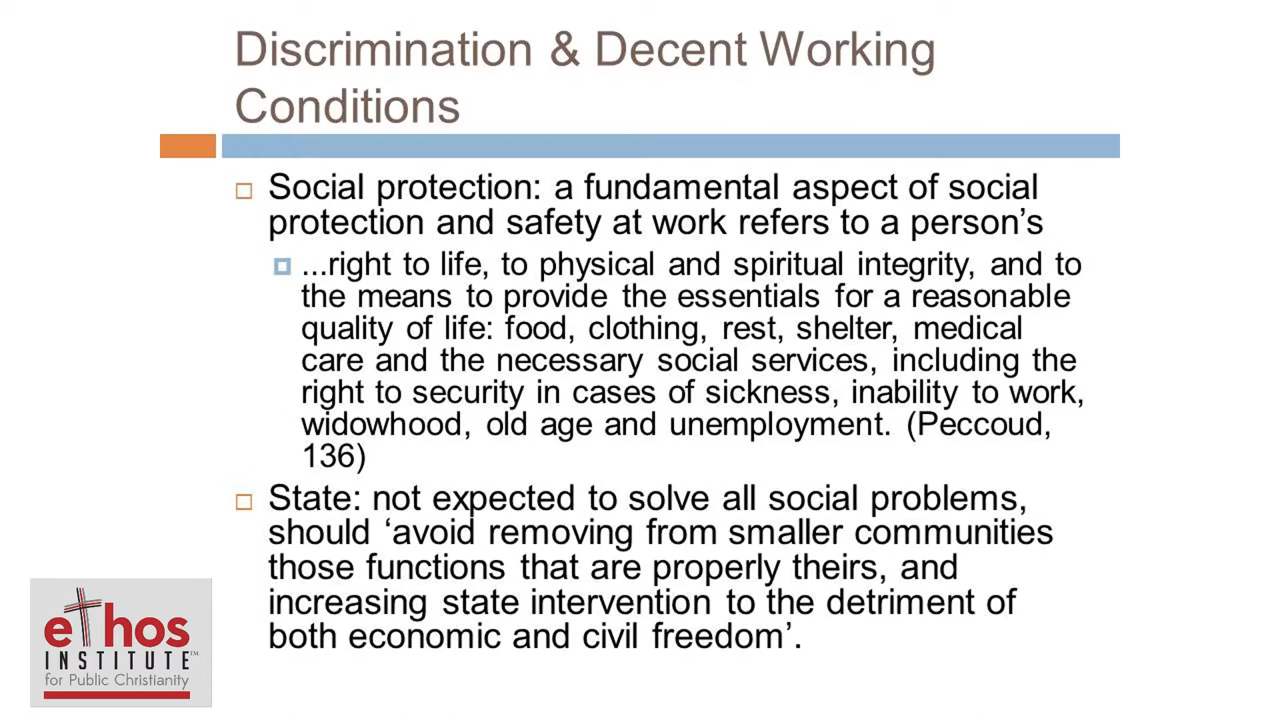 Discrimination & Decent Working
Conditions
Social protection: a fundamental aspect of social
protection and safety at work refers to a person’s
...right to life, to physical and spiritual integrity, and to
the means to provide the essentials for a reasonable
quality of life: food, clothing, rest, shelter, medical
care and the necessary social services, including the
right to security in cases of sickness, inability to work,
widowhood, old age and unemployment. (Peccoud,
136)
State: not expected to solve all social problems,
should ‘avoid removing from smaller communities
those functions that are properly theirs, and
increasing state intervention to the detriment of
both economic and civil freedom’.
ethos
INSTITUTE™
for Public Christianity